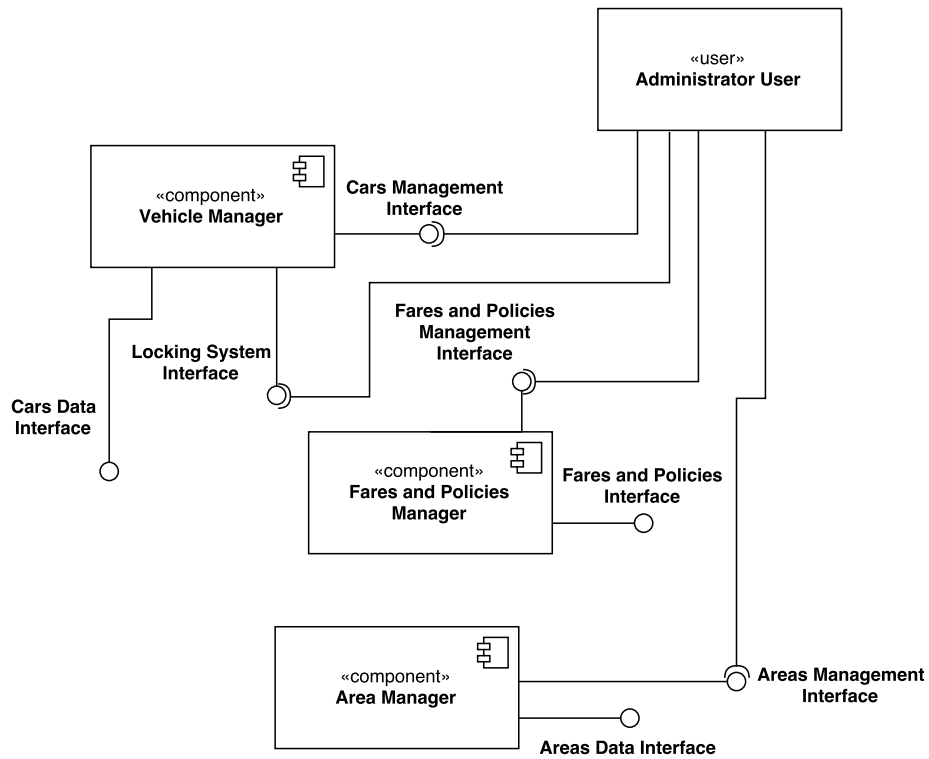 «user»
Administrator User
«component»
Vehicle Manager
Cars Management
Interface
Fares and Policies
Management
Interface
Locking System
Interface
Cars Data
Interface
«component»
Fares and Policies
Manager
Fares and Policies
Interface
«component»
Area Manager
Areas Management
Interface
Areas Data Interface